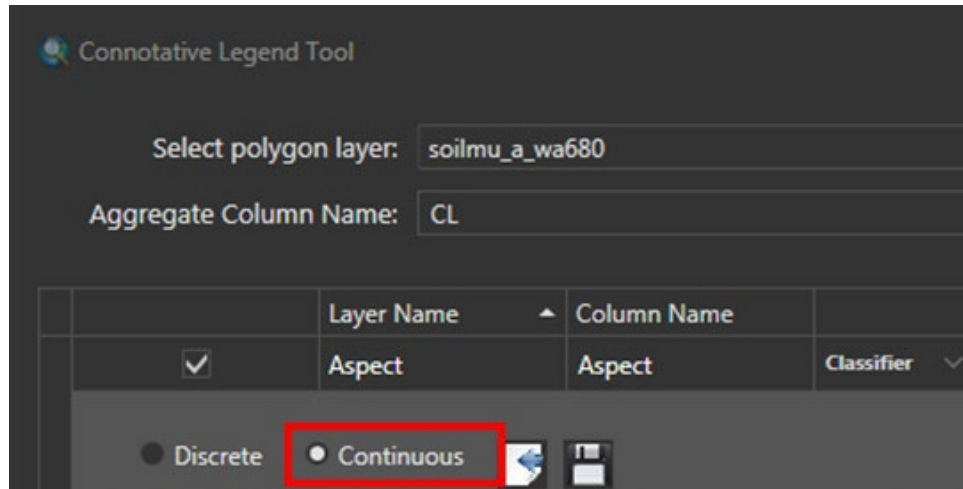 Connotative Legend Tool
Select polygon layer: soilmu_a_wa680
Aggregate Column Name: CL
Layer Name Column Name
Aspect Aspect Classifier
Discrete Continuous